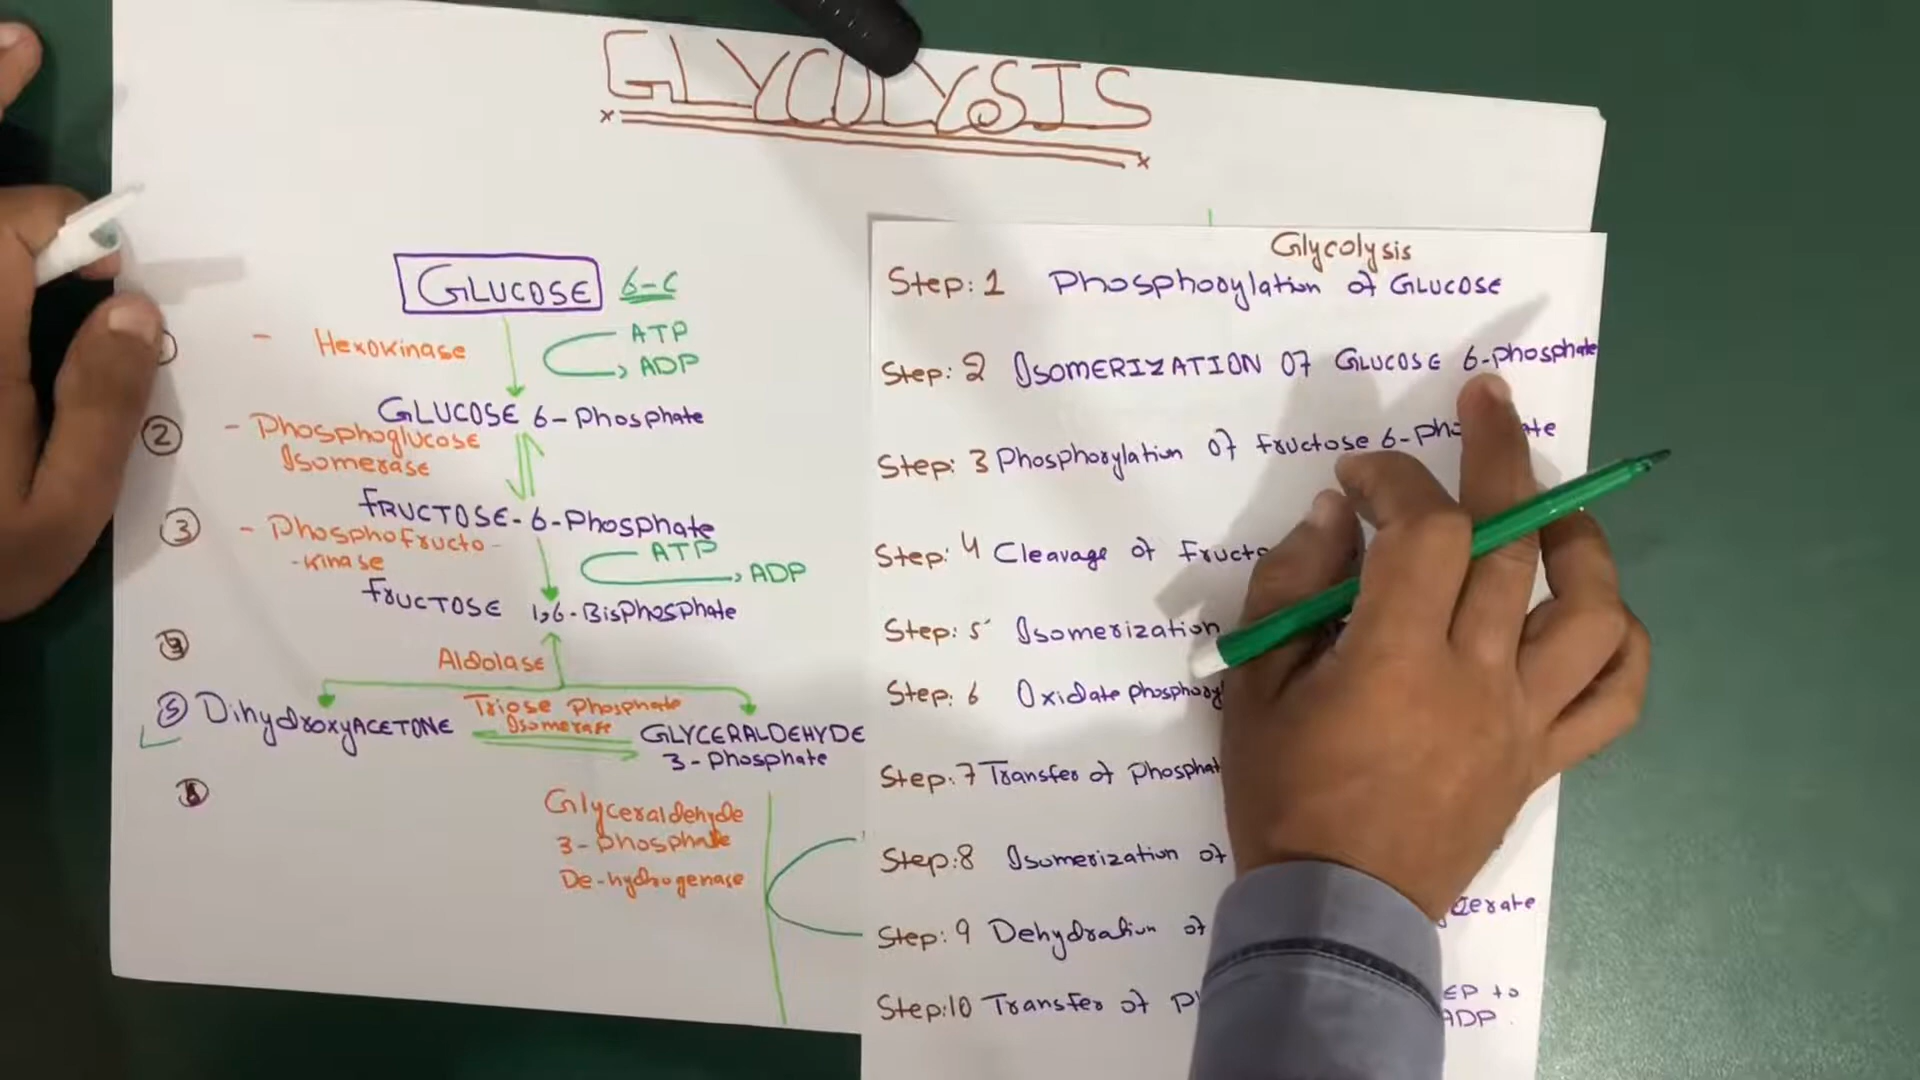 GLYCOLYSIS
GLUCOSE 6-C
- Hexokinase
ATP
ADP
GLUCOSE 6-Phosphate
② - Phosphoglucose
Isomerase
FRUCTOSE-6-Phosphate
③ - Phosphofructo-
-kinase
ATP
ADP
FRUCTOSE 1,6-Bisphosphate
Aldolase
⑤ DihydroxyACETONE
Triose Phosphate
Isomerase
GLYCERALDEHYDE
3-Phosphate
Glyceraldehyde
3-phosphate
De-hydrogenase
Glycolysis
Step: 1 Phosphorylation of GLUCOSE
Step: 2 ISOMERIZATION OF GLUCOSE 6-phosphate
Step: 3 Phosphorylation of Fructose 6-
Step: 4 Cleavage of
Step: 5 Isomerization
Step: 6 Oxidate
Step: 7 Transfer of
Step: 8 Isomerization of
Step: 9 Dehydration of
Step: 10 Transfer of
to
ADP.